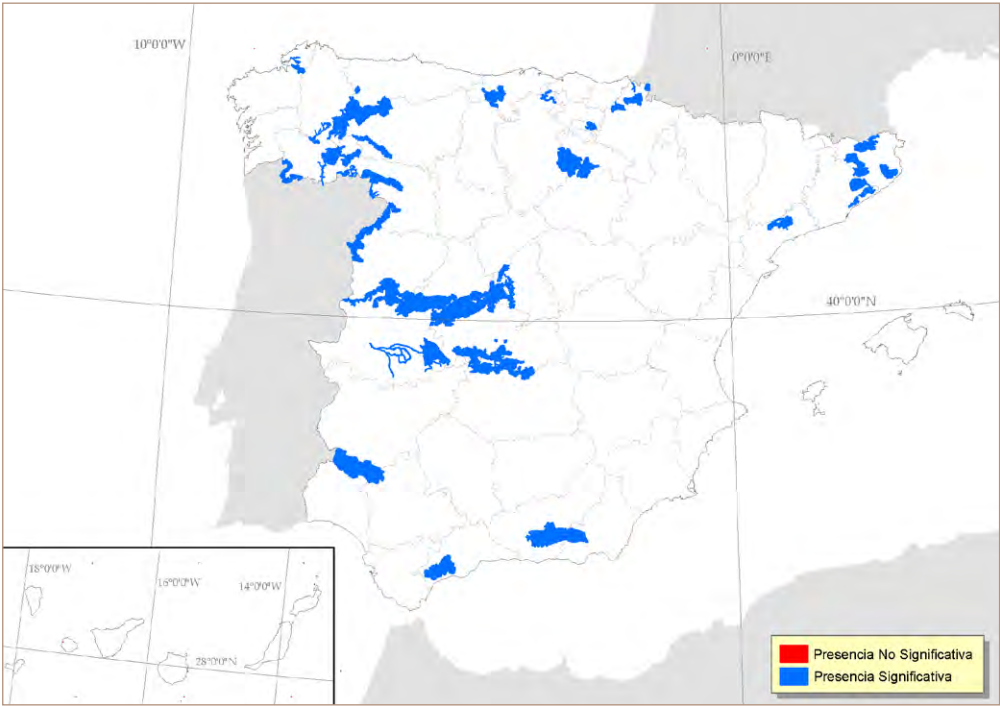 10°0'0"W
0°0'0"E
40°0'0"N
18°0'0"W
16°0'0"W
14°0'0"W
28°0'0"N
Presencia No Significativa
Presencia Significativa